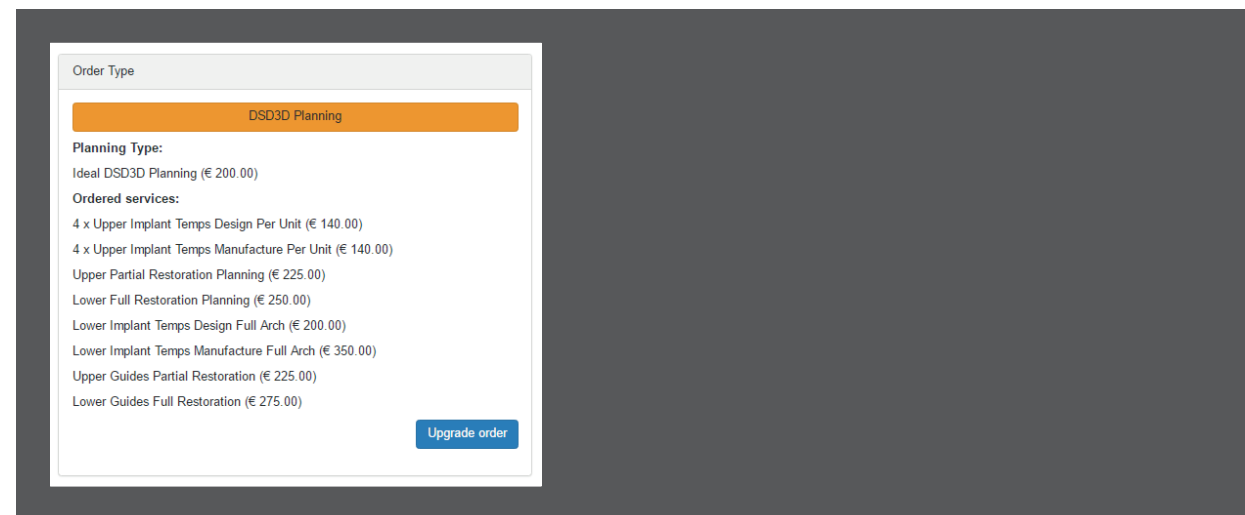 Order Type
DSD3D Planning
Planning Type:
Ideal DSD3D Planning (€ 200.00)
Ordered services:
4 x Upper Implant Temps Design Per Unit (€ 140.00)
4 x Upper Implant Temps Manufacture Per Unit (€ 140.00)
Upper Partial Restoration Planning (€ 225.00)
Lower Full Restoration Planning (€ 250.00)
Lower Implant Temps Design Full Arch (€ 200.00)
Lower Implant Temps Manufacture Full Arch (€ 350.00)
Upper Guides Partial Restoration (€ 225.00)
Lower Guides Full Restoration (€ 275.00)
Upgrade order